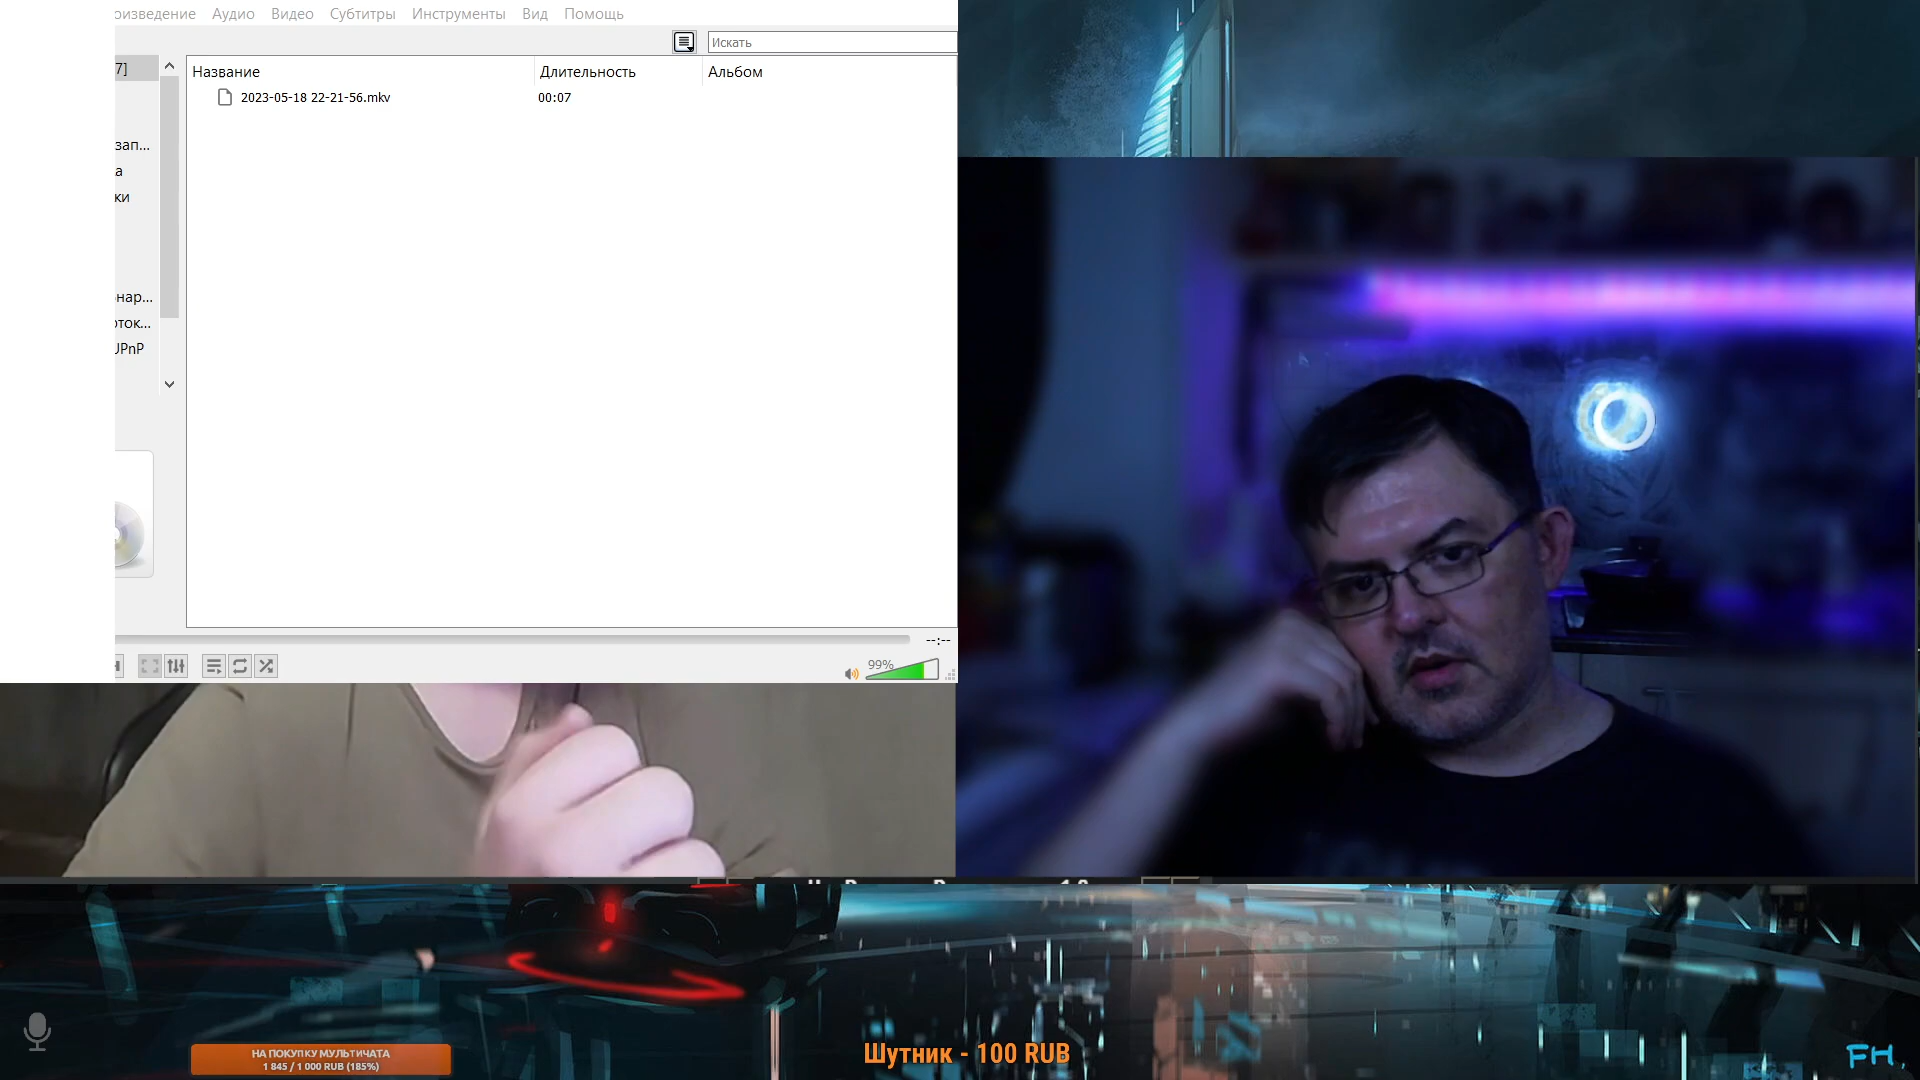 Аудио Видео Субтитры Инструменты Вид Помощь
Искать
7]
Название Длительность Альбом
2023-05-18 22-21-56.mkv 00:07
зап...
а
ки
нар...
оток...
UPnP
--:--
99%
НА ПОКУПКУ МУЛЬТИЧАТА
1 845 / 1 000 RUB (185%)
Шутник - 100 RUB
FH,